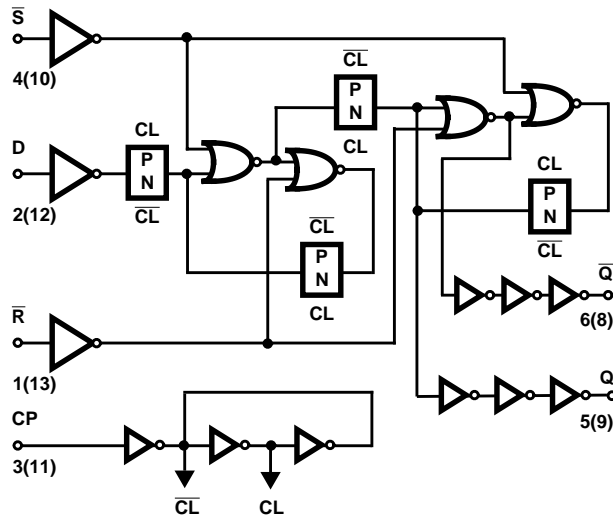 S̅
4(10)
C̅L̅
P
N
CL
D
CL
P
N
C̅L̅
2(12)
CL
P
N
C̅L̅
C̅L̅
P
N
CL
Q̅
6(8)
R̅
1(13)
Q
5(9)
CP
3(11)
C̅L̅
CL